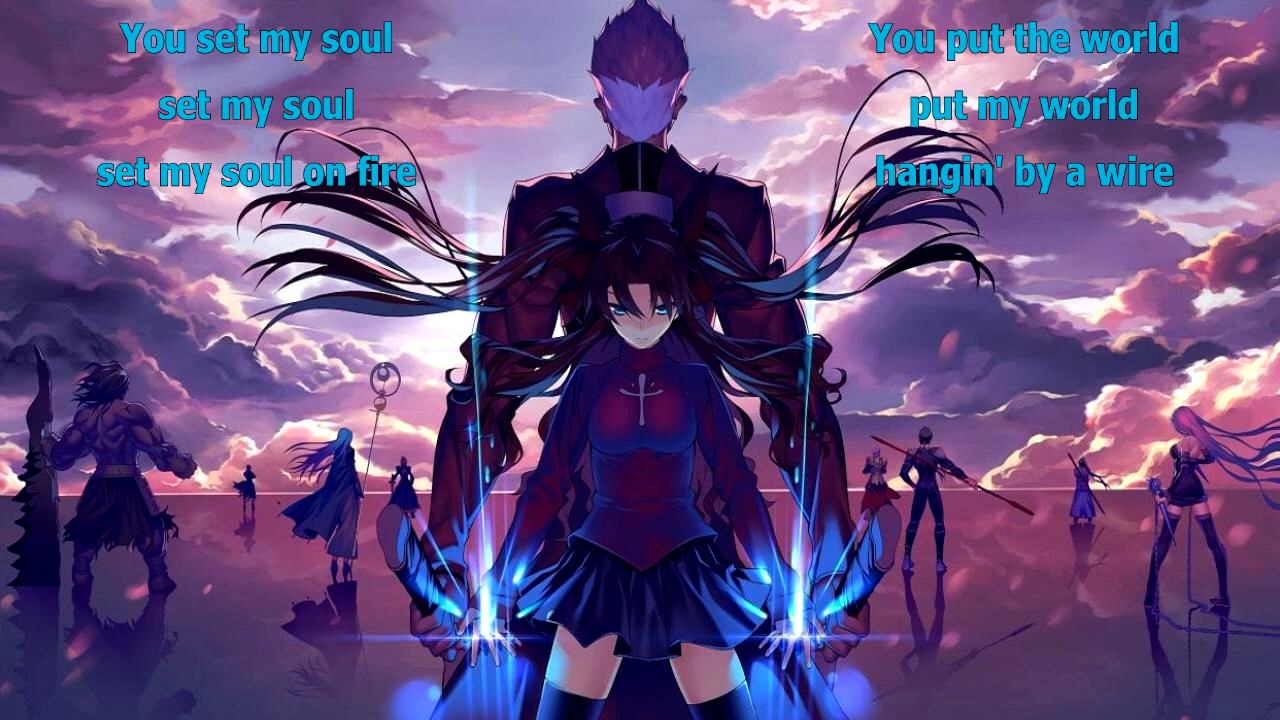 You set my soul
set my soul
set my soul on fire
You put the world
put my world
hangin' by a wire